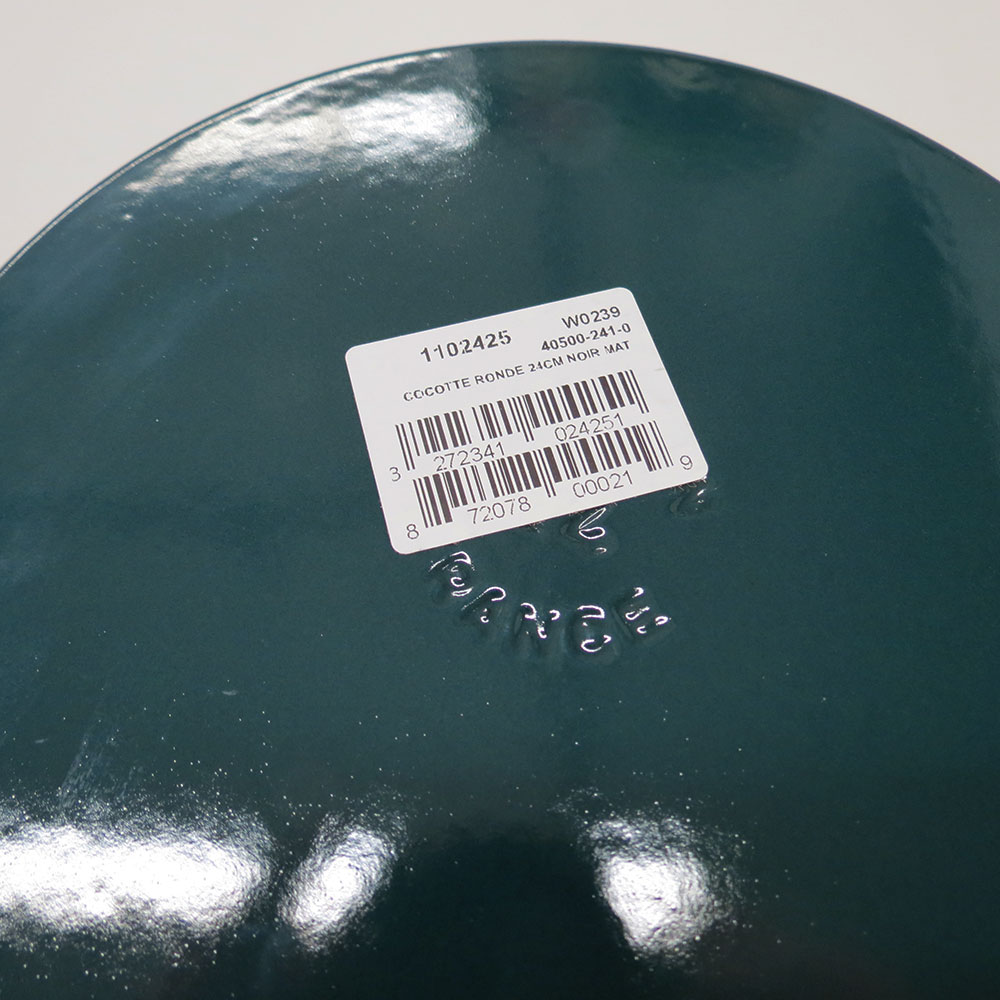 1102425 W0239
40500-241-0
COCOTTE RONDE 24CM NOIR MAT
3 272341 024251
8 72078 00021 9